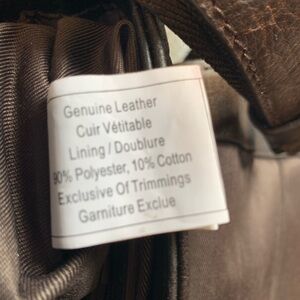 Genuine Leather
Cuir Vétitable
Lining / Doublure
90% Polyester, 10% Cotton
Exclusive Of Trimmings
Garniture Exclue